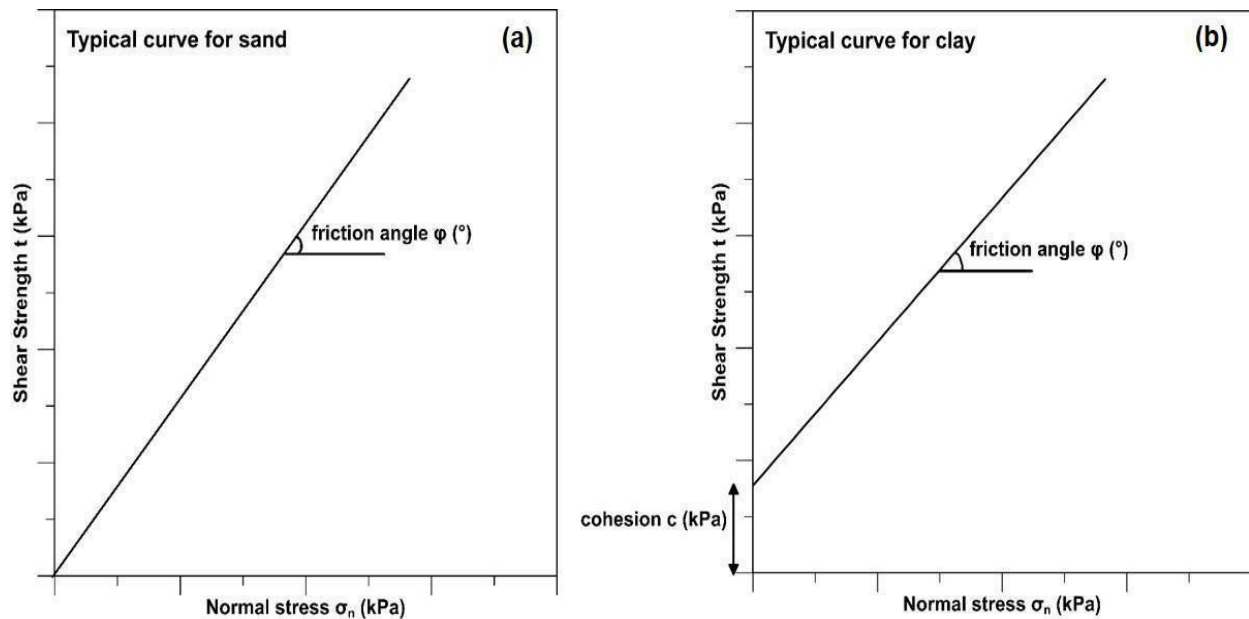 Typical curve for sand
(a)
Shear Strength t (kPa)
friction angle φ (°)
Normal stress σn (kPa)
Typical curve for clay
(b)
Shear Strength t (kPa)
friction angle φ (°)
cohesion c (kPa)
Normal stress σn (kPa)